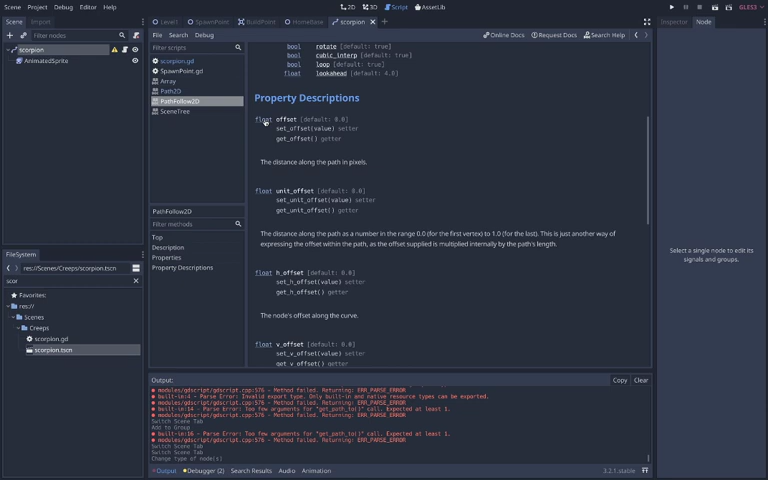 Scene Project Debug Editor Help
2D 3D Script AssetLib
GLES3
Scene Import
Level1 SpawnPoint BuildPoint HomeBase scorpion
Inspector Node
Filter nodes
File Search Debug
Online Docs Request Docs Search Help
scorpion
AnimatedSprite
Filter scripts
scorpion.gd
SpawnPoint.gd
Array
Path2D
PathFollow2D
SceneTree
bool rotate [default: true]
bool cubic_interp [default: true]
bool loop [default: true]
float lookahead [default: 4.0]
Property Descriptions
float offset [default: 0.0]
set_offset(value) setter
get_offset() getter
The distance along the path in pixels.
float unit_offset [default: 0.0]
set_unit_offset(value) setter
get_unit_offset() getter
The distance along the path as a number in the range 0.0 (for the first vertex) to 1.0 (for the last). This is just another way of
expressing the offset within the path, as the offset supplied is multiplied internally by the path's length.
float h_offset [default: 0.0]
set_h_offset(value) setter
get_h_offset() getter
The node's offset along the curve.
float v_offset [default: 0.0]
set_v_offset(value) setter
get_v_offset() getter
PathFollow2D
Filter methods
Top
Description
Properties
Property Descriptions
Select a single node to edit its
signals and groups.
FileSystem
res://Scenes/Creeps/scorpion.tscn
scor
Favorites:
res://
Scenes
Creeps
scorpion.gd
scorpion.tscn
Output:
Copy Clear
modules/gdscript/gdscript.cpp:576 - Method failed. Returning: ERR_PARSE_ERROR
built-in:4 - Parse Error: Invalid export type. Only built-in and native resource types can be exported.
modules/gdscript/gdscript.cpp:576 - Method failed. Returning: ERR_PARSE_ERROR
built-in:14 - Parse Error: Too few arguments for "get_path_to()" call. Expected at least 1.
modules/gdscript/gdscript.cpp:576 - Method failed. Returning: ERR_PARSE_ERROR
Switch Scene Tab
Add to Group
built-in:16 - Parse Error: Too few arguments for "get_path_to()" call. Expected at least 1.
modules/gdscript/gdscript.cpp:576 - Method failed. Returning: ERR_PARSE_ERROR
Switch Scene Tab
Switch Scene Tab
Change type of node(s)
Output Debugger (2) Search Results Audio Animation
3.2.1.stable